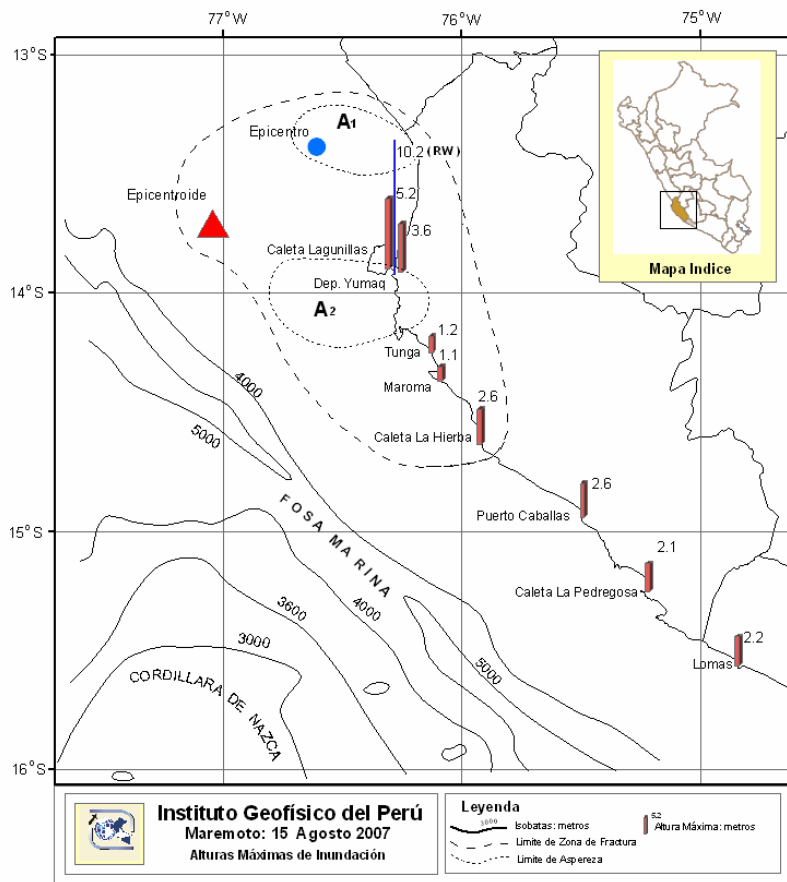 77°W
76°W
75°W
13°S
14°S
15°S
16°S
A1
Epicentro
10.2 (RW)
Epicentroide
5.2
3.6
Caleta Lagunillas
Dep. Yumaq
A2
1.2
Tunga
1.1
Maroma
2.6
Caleta La Hierba
4000
5000
2.6
Puerto Caballas
FOSA MARINA
2.1
Caleta La Pedregosa
3600
4000
3000
5000
2.2
Lomas
CORDILLARA DE NAZCA
Mapa Indice
Instituto Geofísico del Perú
Maremoto: 15 Agosto 2007
Alturas Máximas de Inundación
Leyenda
3000
Isobatas: metros
5.2
Altura Máxima: metros
Limite de Zona de Fractura
Limite de Aspereza